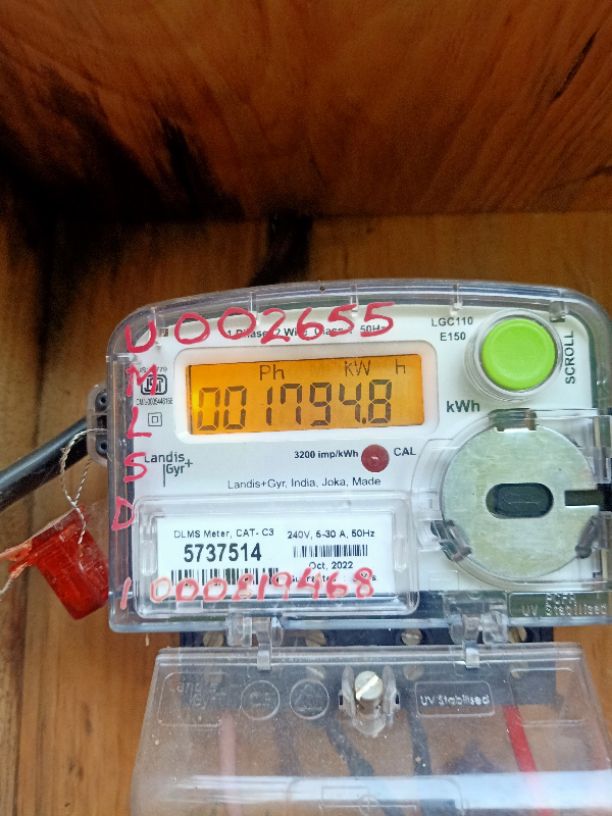 U002655
M
L
S
D
1000819468
1 Phase 2 Wire, Class 1 50Hz
LGC110
E150
SCROLL
Ph KW h
001794.8
kWh
Landis
Gyr+
3200 imp/kWh CAL
Landis+Gyr, India, Joka, Made
DLMS Meter, CAT- C3 240V, 5-30 A, 50Hz
5737514
Oct, 2022
UV Stabilised
Landis
Gyr
UV Stabilised